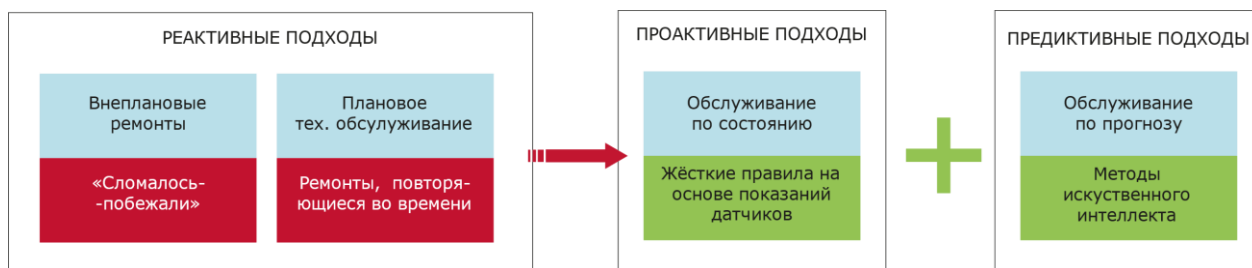 РЕАКТИВНЫЕ ПОДХОДЫ
Внеплановые
ремонты
«Сломалось-
-побежали»
Плановое
тех. обсулуживание
Ремонты, повторя-
ющиеся во времени
ПРОАКТИВНЫЕ ПОДХОДЫ
Обслуживание
по состоянию
Жёсткие правила на
основе показаний
датчиков
ПРЕДИКТИВНЫЕ ПОДХОДЫ
Обслуживание
по прогнозу
Методы
искуственного
интеллекта